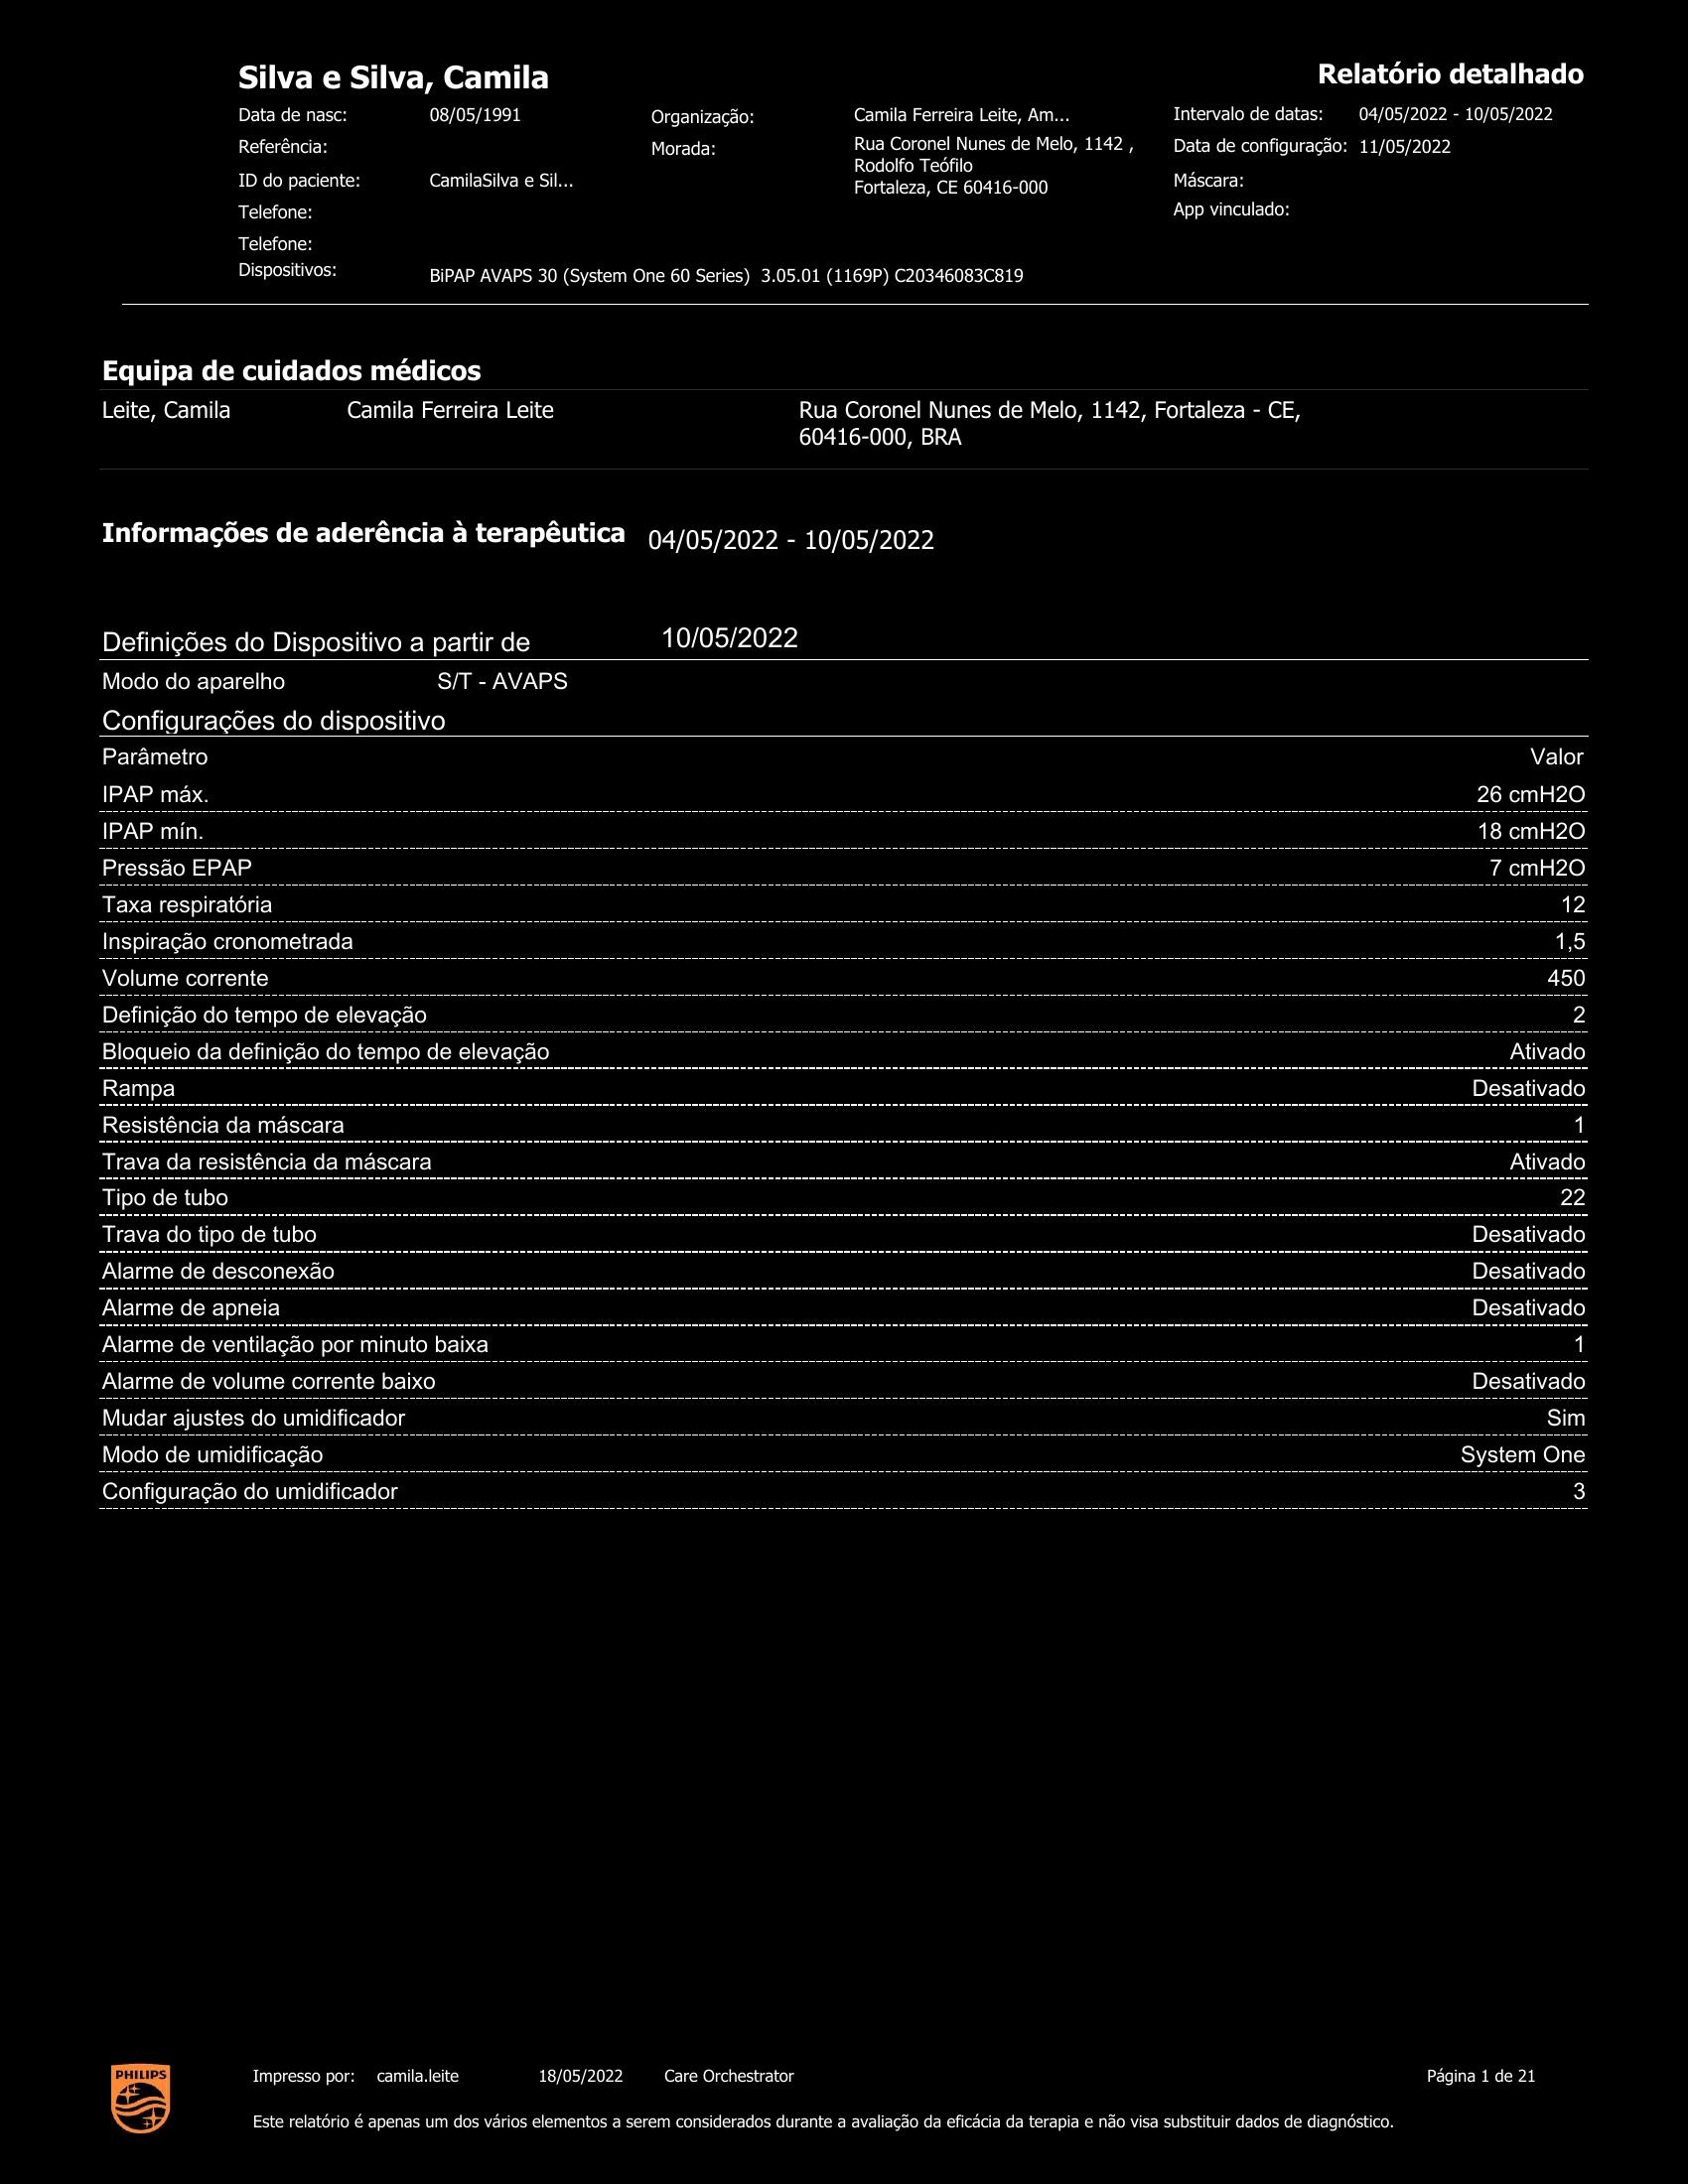 Silva e Silva, Camila
Relatório detalhado
Data de nasc: 08/05/1991
Referência:
ID do paciente: CamilaSilva e Sil...
Telefone:
Telefone:
Dispositivos: BiPAP AVAPS 30 (System One 60 Series) 3.05.01 (1169P) C20346083C819
Organização: Camila Ferreira Leite, Am...
Morada: Rua Coronel Nunes de Melo, 1142 ,
Rodolfo Teófilo
Fortaleza, CE 60416-000
Intervalo de datas: 04/05/2022 - 10/05/2022
Data de configuração: 11/05/2022
Máscara:
App vinculado:
Equipa de cuidados médicos
Leite, Camila Camila Ferreira Leite Rua Coronel Nunes de Melo, 1142, Fortaleza - CE,
60416-000, BRA
Informações de aderência à terapêutica 04/05/2022 - 10/05/2022
Definições do Dispositivo a partir de 10/05/2022
Modo do aparelho S/T - AVAPS
Configurações do dispositivo
Parâmetro Valor
IPAP máx. 26 cmH2O
IPAP mín. 18 cmH2O
Pressão EPAP 7 cmH2O
Taxa respiratória 12
Inspiração cronometrada 1,5
Volume corrente 450
Definição do tempo de elevação 2
Bloqueio da definição do tempo de elevação Ativado
Rampa Desativado
Resistência da máscara 1
Trava da resistência da máscara Ativado
Tipo de tubo 22
Trava do tipo de tubo Desativado
Alarme de desconexão Desativado
Alarme de apneia Desativado
Alarme de ventilação por minuto baixa 1
Alarme de volume corrente baixo Desativado
Mudar ajustes do umidificador Sim
Modo de umidificação System One
Configuração do umidificador 3
PHILIPS
Impresso por: camila.leite 18/05/2022 Care Orchestrator Página 1 de 21
Este relatório é apenas um dos vários elementos a serem considerados durante a avaliação da eficácia da terapia e não visa substituir dados de diagnóstico.